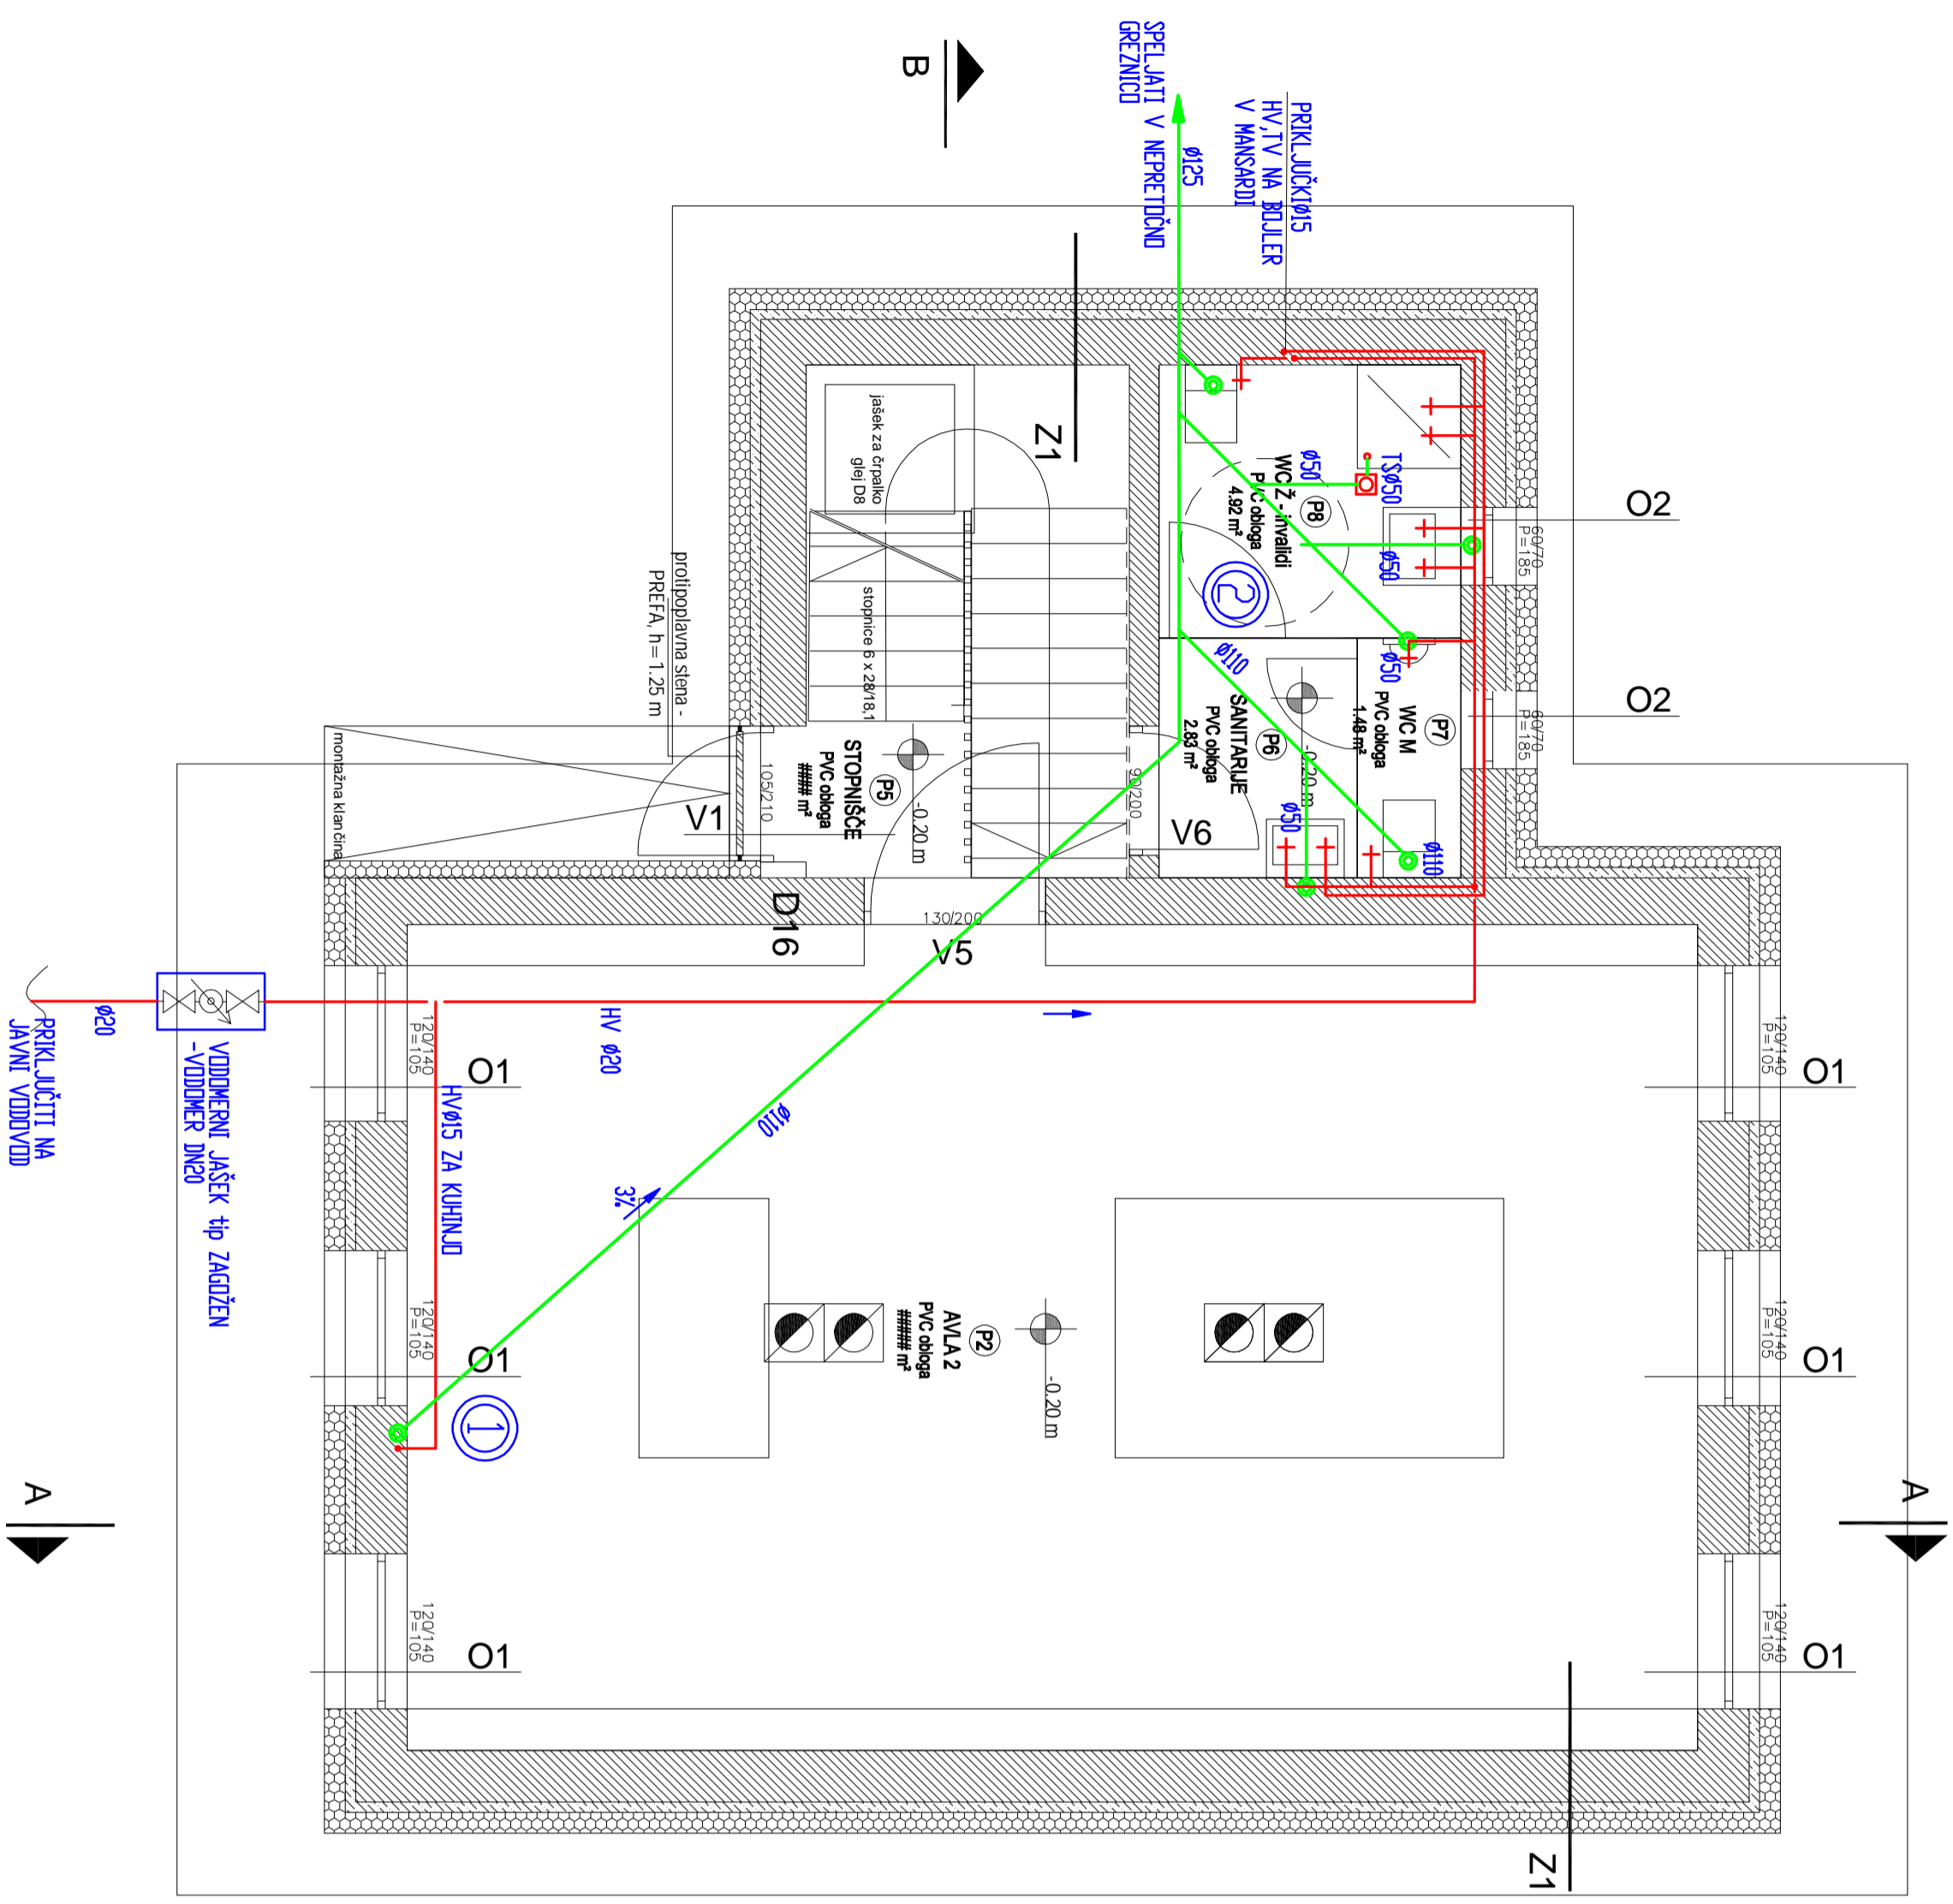 B
SPELJATI V NEPRETOČNO
GREZNICO
ø125
PRIKLJUČKIø15
HV,TV NA BOJLER
V MANSARDI
Z1
jašek za črpalko
glej D8
stopnice 6 x 28/18,1
protipoplavna stena -
PREFA, h=1.25 m
montažna klančina
P8
WC Ž - invalidi
PVC obloga
4.92 m²
ø50
TSø50
ø50
2
ø50
O2
60/70
P=185
O2
60/70
P=185
P7
WC M
PVC obloga
1.48 m²
ø110
P6
SANITARIJE
PVC obloga
2.83 m²
-0.20 m
ø110
ø50
V6
90/200
P5
STOPNIŠČE
PVC obloga
#### m²
-0.20 m
105/210
V1
D16
130/200
V5
HV ø20
ø20
PRIKLJUČITI NA
JAVNI VODOVOD
VODOMERNI JAŠEK tip ZAGOŽEN
-VODOMER DN20
HVø15 ZA KUHINJO
ø110
3%
O1
120/140
P=105
O1
120/140
P=105
O1
120/140
P=105
O1
120/140
P=105
O1
120/140
P=105
O1
120/140
P=105
1
P2
AVLA 2
PVC obloga
##### m²
-0.20 m
A
A
Z1